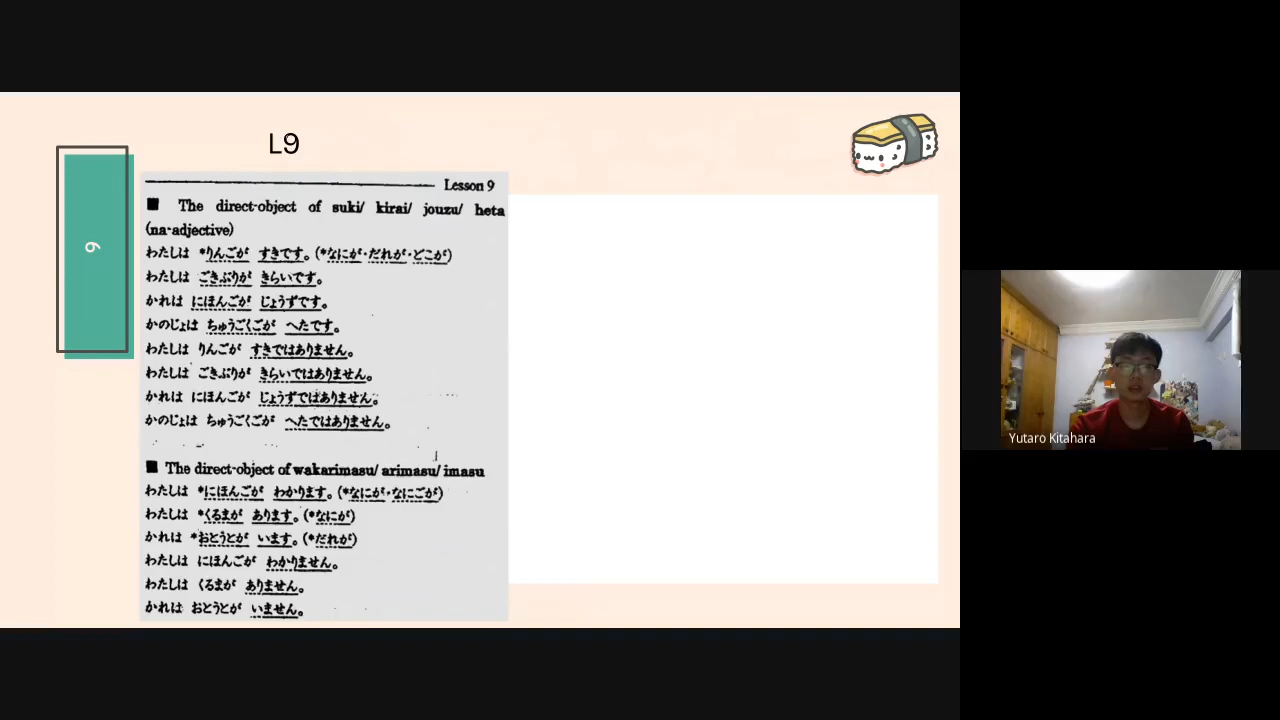 L9
6
Lesson 9
■ The direct-object of suki/ kirai/ jouzu/ heta
(na-adjective)
わたしは *りんごが すきです。(*なにが・だれが・どこが)
わたしは ごきぶりが きらいです。
かれは にほんごが じょうずです。
かのじょは ちゅうごくごが へたです。
わたしは りんごが すきではありません。
わたしは ごきぶりが きらいではありません。
かれは にほんごが じょうずではありません。
かのじょは ちゅうごくごが へたではありません。
■ The direct-object of wakarimasu/ arimasu/ imasu
わたしは *にほんごが わかります。(*なにが・なにごが)
わたしは *くるまが あります。(*なにが)
かれは *おとうとが います。(*だれが)
わたしは にほんごが わかりません。
わたしは くるまが ありません。
かれは おとうとが いません。
Yutaro Kitahara